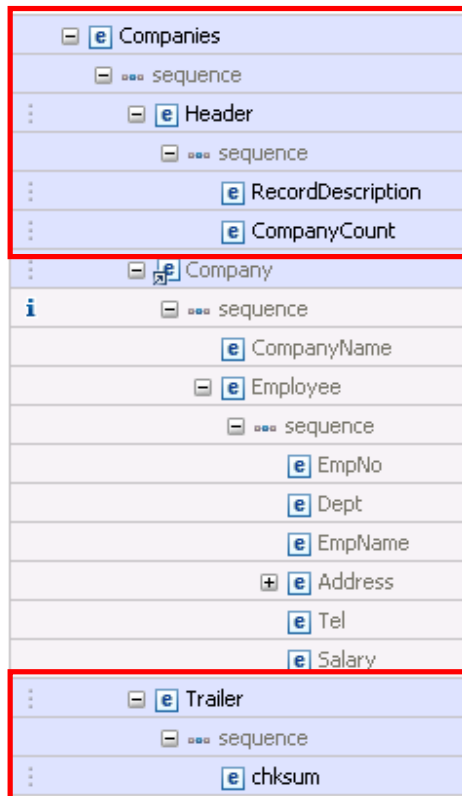 Companies
sequence
Header
sequence
RecordDescription
CompanyCount
Company
sequence
CompanyName
Employee
sequence
EmpNo
Dept
EmpName
Address
Tel
Salary
Trailer
sequence
chksum